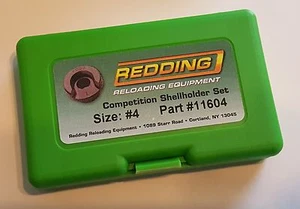 REDDING
RELOADING EQUIPMENT
Competition Shellholder Set
Size: #4 Part #11604
Redding Reloading Equipment • 1089 Starr Road • Cortland, NY 13045